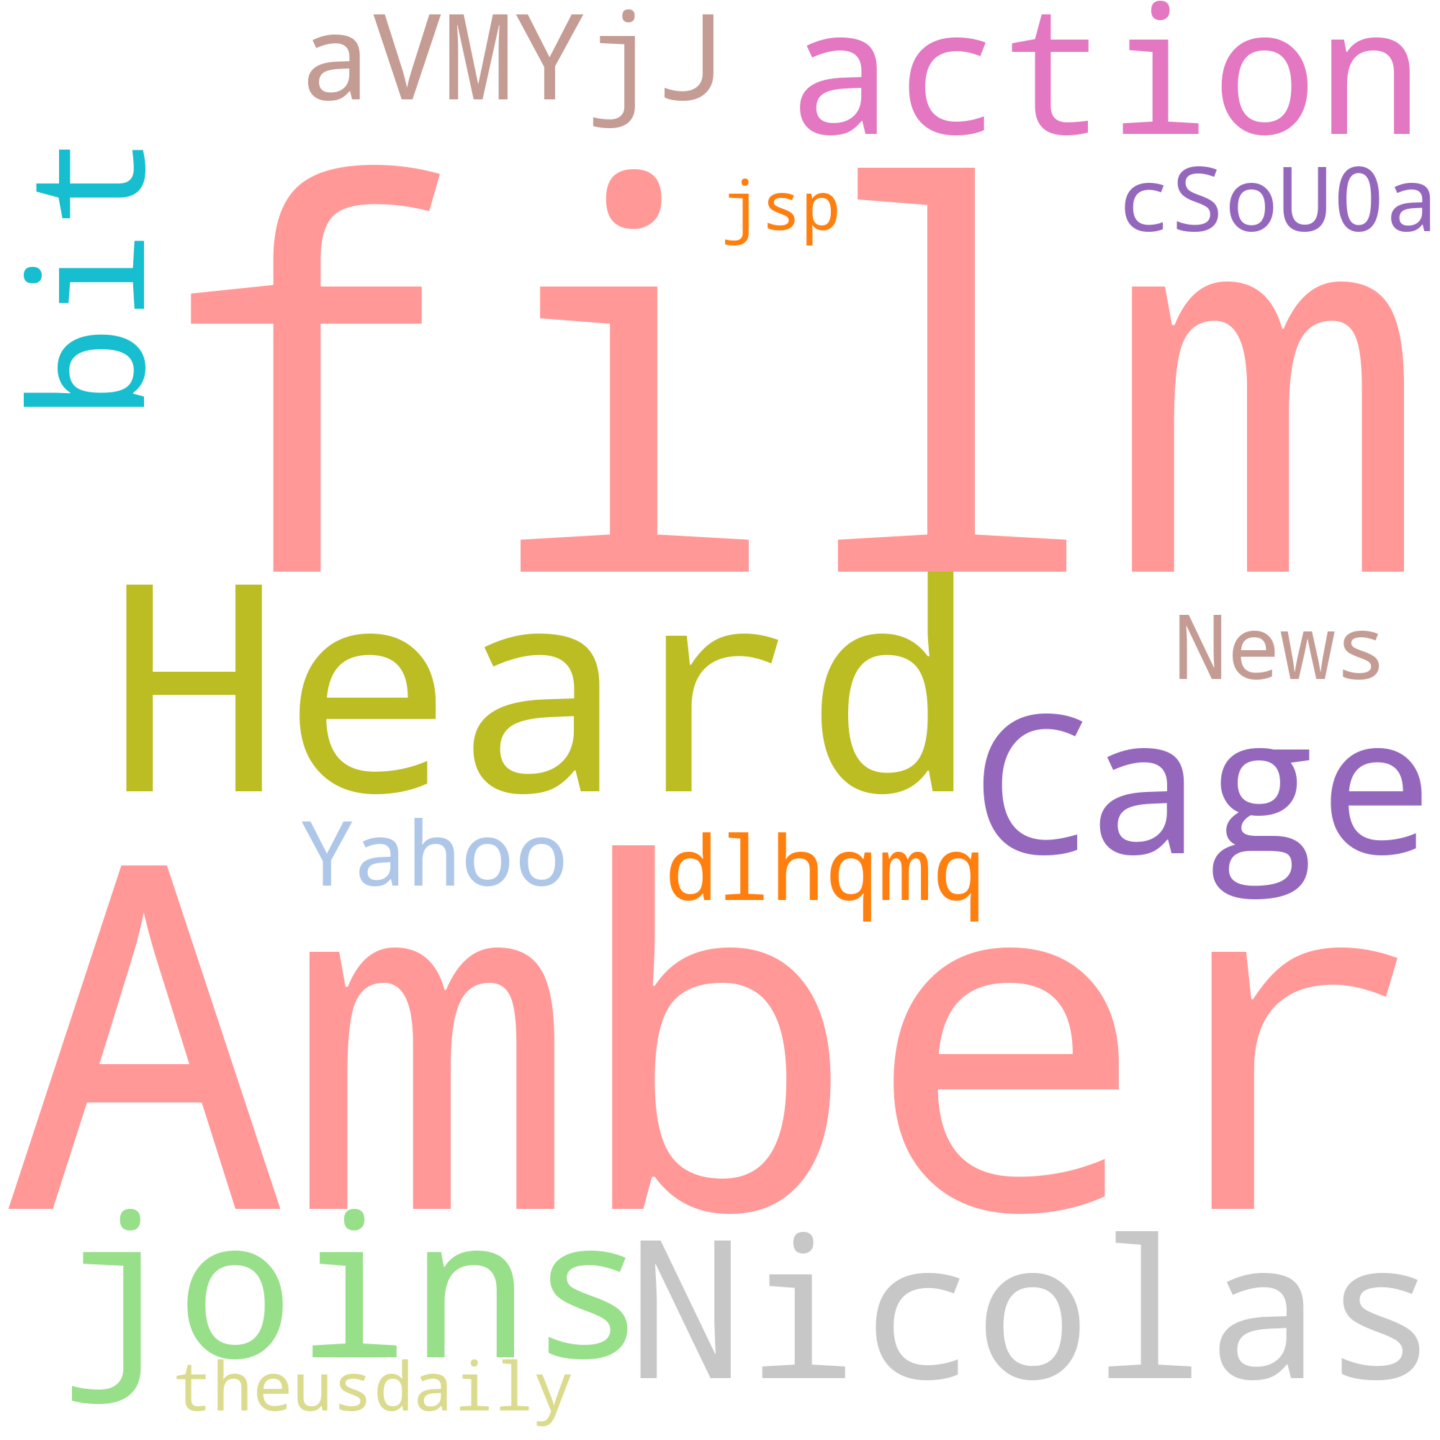 aVMYjJ
action
bit
film
jsp
cSoU0a
Heard
News
Cage
Yahoo
dlhqmq
Amber
joins
Nicolas
theusdaily